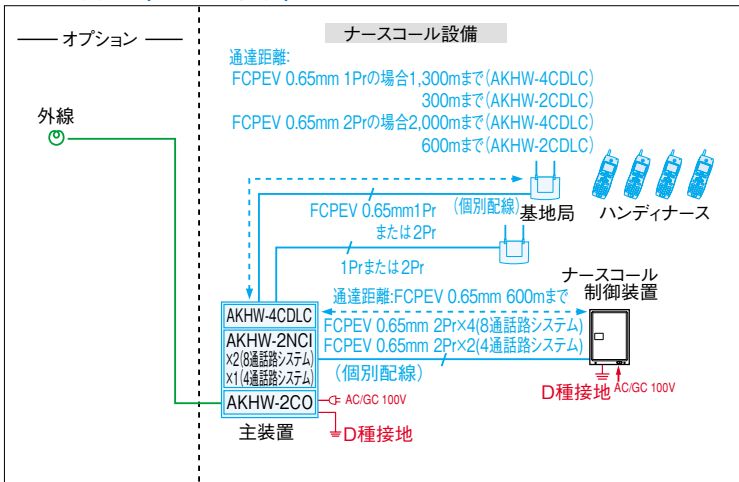 オプション
ナースコール設備
通達距離:
FCPEV 0.65mm 1Prの場合1,300mまで(AKHW-4CDLC)
300mまで(AKHW-2CDLC)
FCPEV 0.65mm 2Prの場合2,000mまで(AKHW-4CDLC)
600mまで(AKHW-2CDLC)
外線
FCPEV 0.65mm1Pr
または2Pr
(個別配線)
基地局
ハンディナース
1Prまたは2Pr
ナースコール
制御装置
通達距離:FCPEV 0.65mm 600mまで
AKHW-4CDLC
FCPEV 0.65mm 2Pr×4(8通話路システム)
AKHW-2NCI
×2(8通話路システム)
×1(4通話路システム)
FCPEV 0.65mm 2Pr×2(4通話路システム)
(個別配線)
D種接地
AC/GC 100V
AKHW-2CO
AC/GC 100V
主装置
D種接地